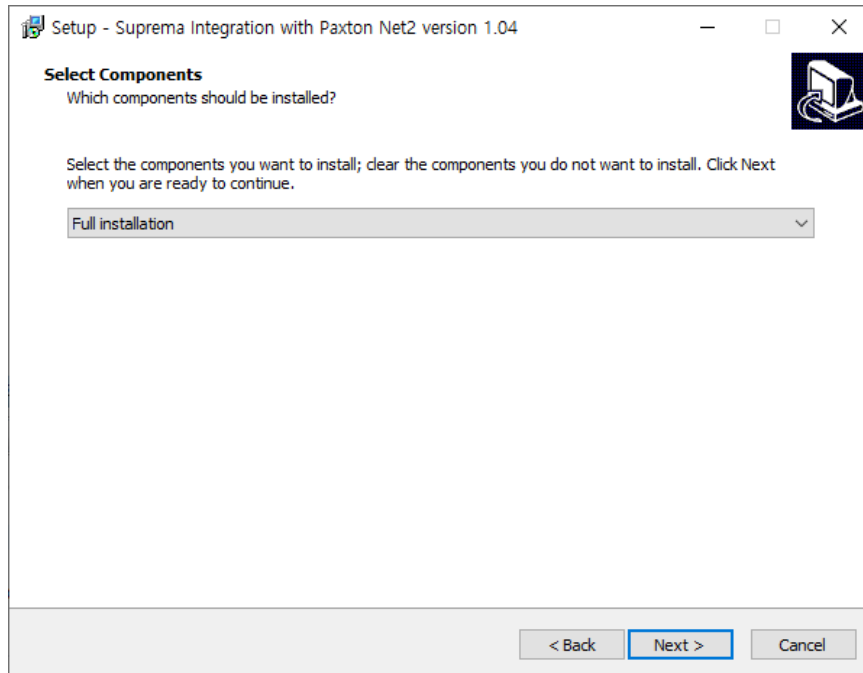 Setup - Suprema Integration with Paxton Net2 version 1.04
Select Components
Which components should be installed?
Select the components you want to install; clear the components you do not want to install. Click Next
when you are ready to continue.
Full installation
< Back
Next >
Cancel